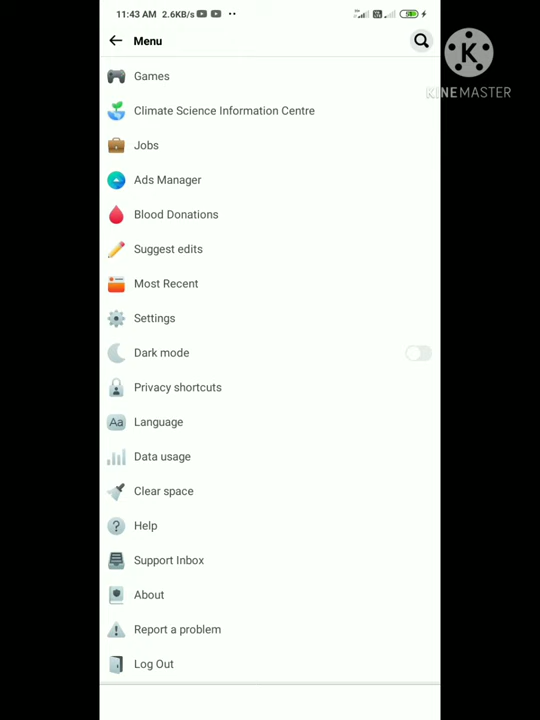 11:43 AM 2.6KB/s
Menu
K
KINEMASTER
Games
Climate Science Information Centre
Jobs
Ads Manager
Blood Donations
Suggest edits
Most Recent
Settings
Dark mode
Privacy shortcuts
Aa Language
Data usage
Clear space
? Help
Support Inbox
About
Report a problem
Log Out